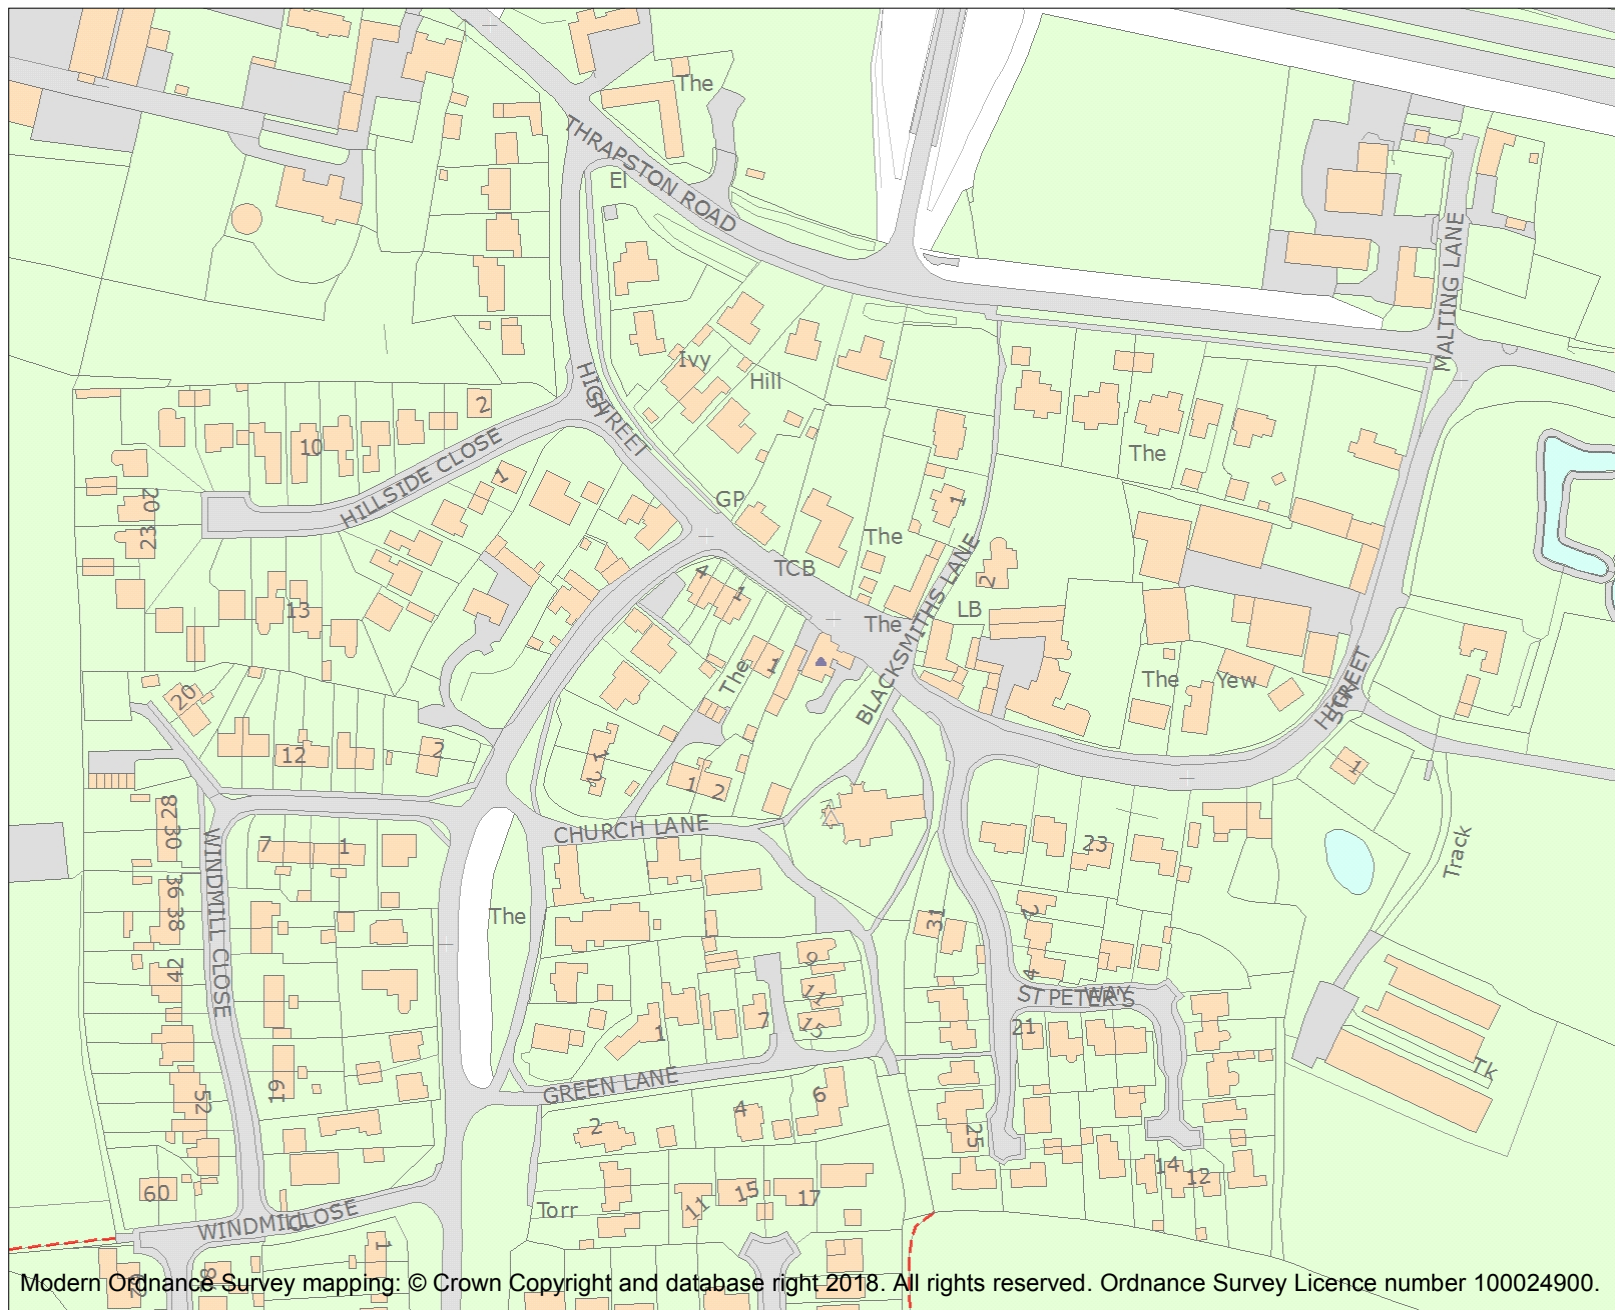 The
THRAPSTON ROAD
El
MALTING LANE
Ivy
Hill
HIGH STREET
2
10
HILLSIDE CLOSE
1
The
20
23
GP
1
The
TCB
4
1
2
13
LB
The
BLACKSMITHS LANE
The
1
The
Yew
HIGH STREET
20
12
2
1
1
2
28
30
CHURCH LANE
7
1
23
Track
WINDMILL CLOSE
36
38
The
31
2
42
9
11
15
4
ST PETER'S WAY
7
1
21
19
52
GREEN LANE
Tk
2
4
6
25
14
12
60
Torr
11
15
17
WINDMILL CLOSE
1
Modern Ordnance Survey mapping: © Crown Copyright and database right 2018. All rights reserved. Ordnance Survey Licence number 100024900.